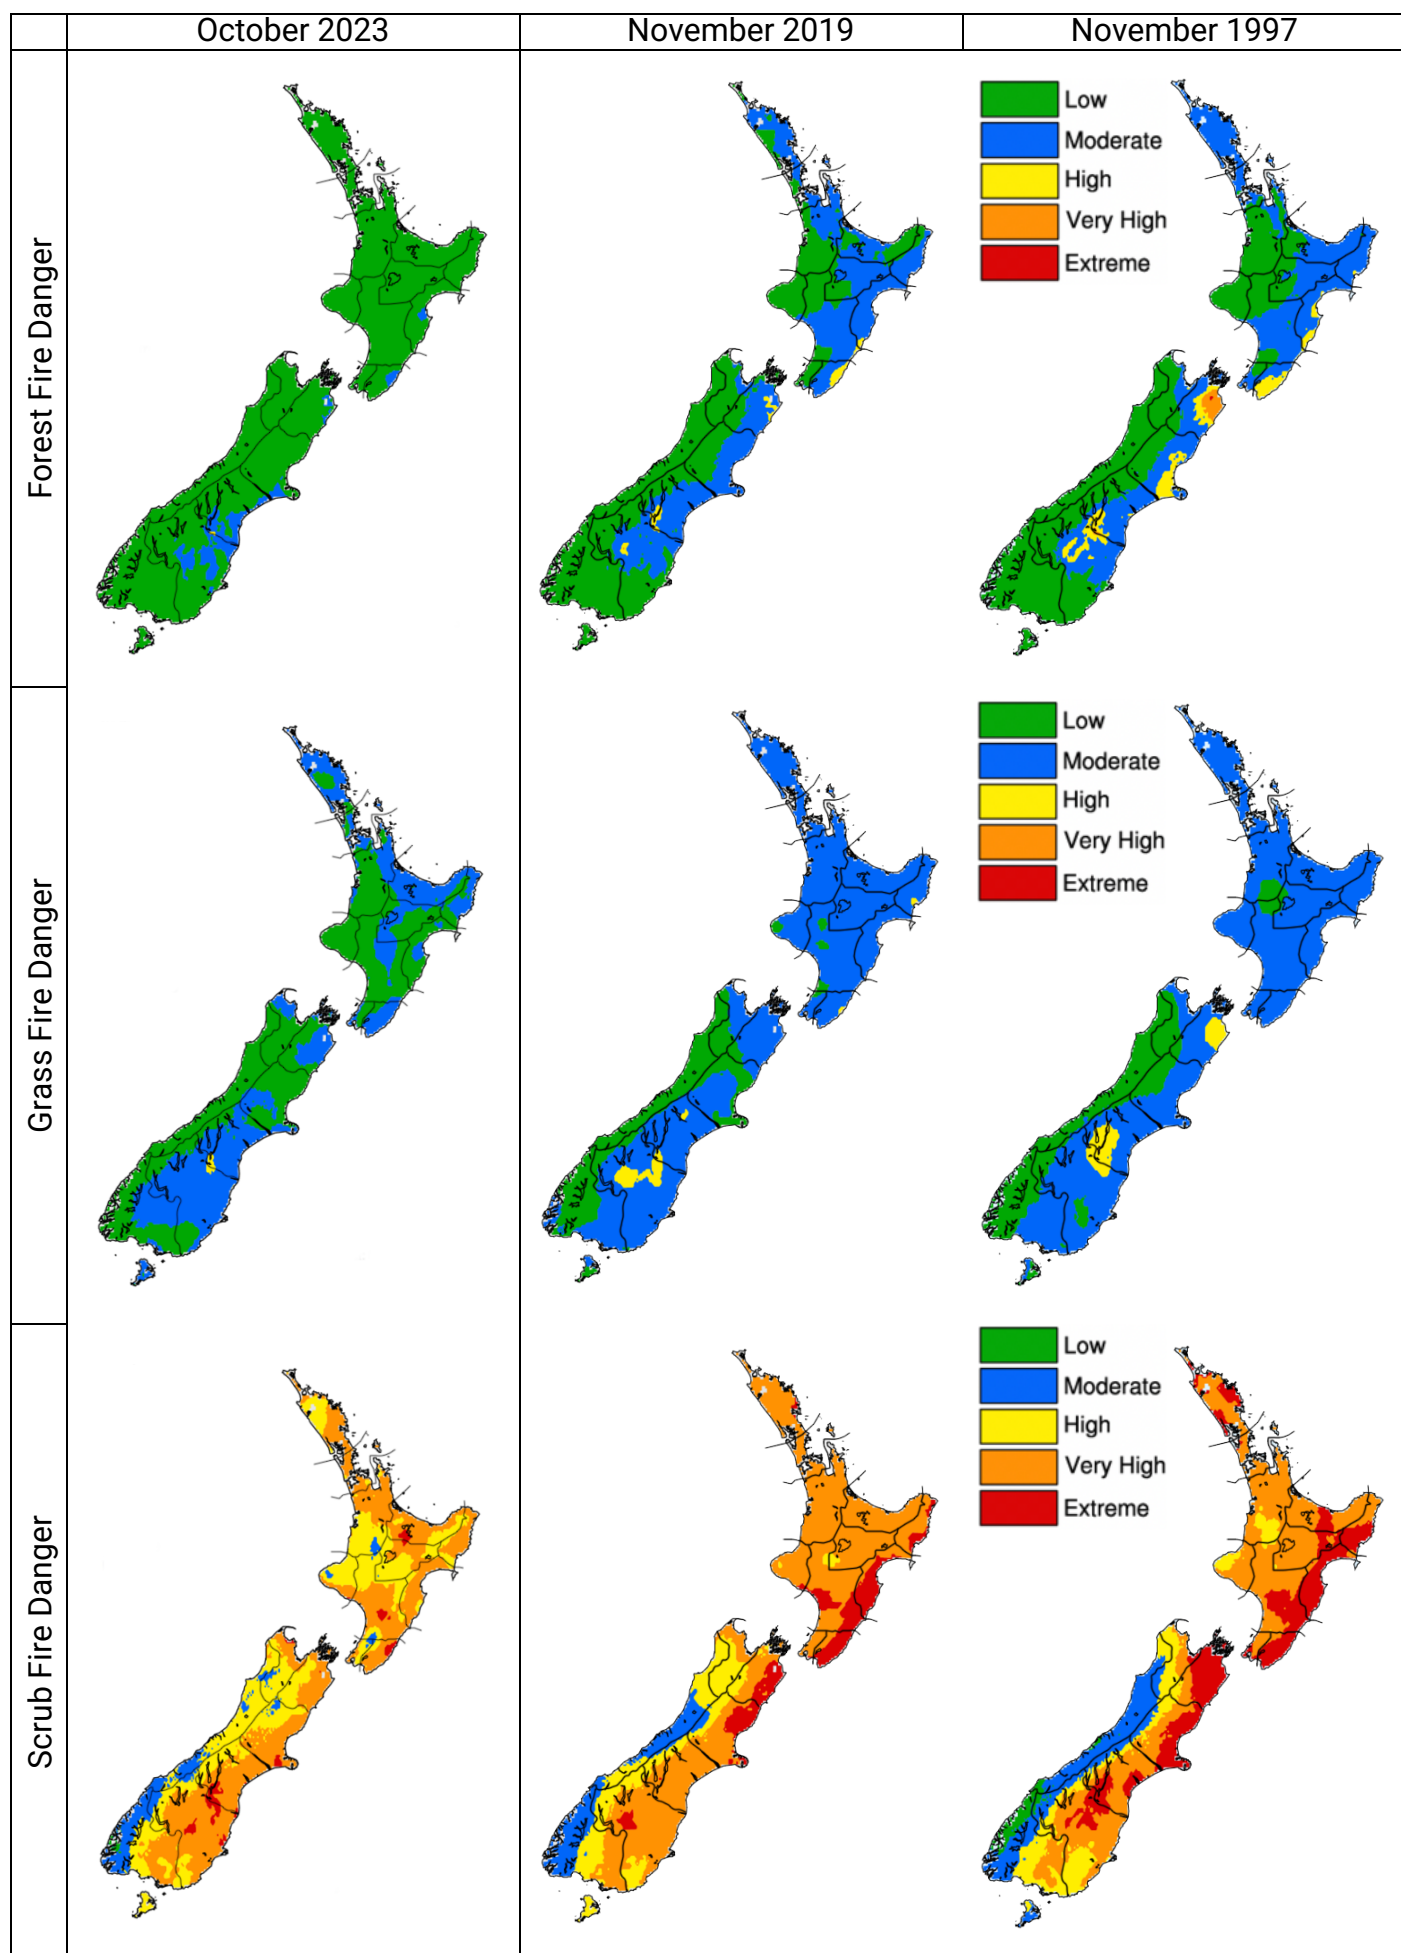 October 2023
November 2019
November 1997
Forest Fire Danger
Low
Moderate
High
Very High
Extreme
Grass Fire Danger
Low
Moderate
High
Very High
Extreme
Scrub Fire Danger
Low
Moderate
High
Very High
Extreme